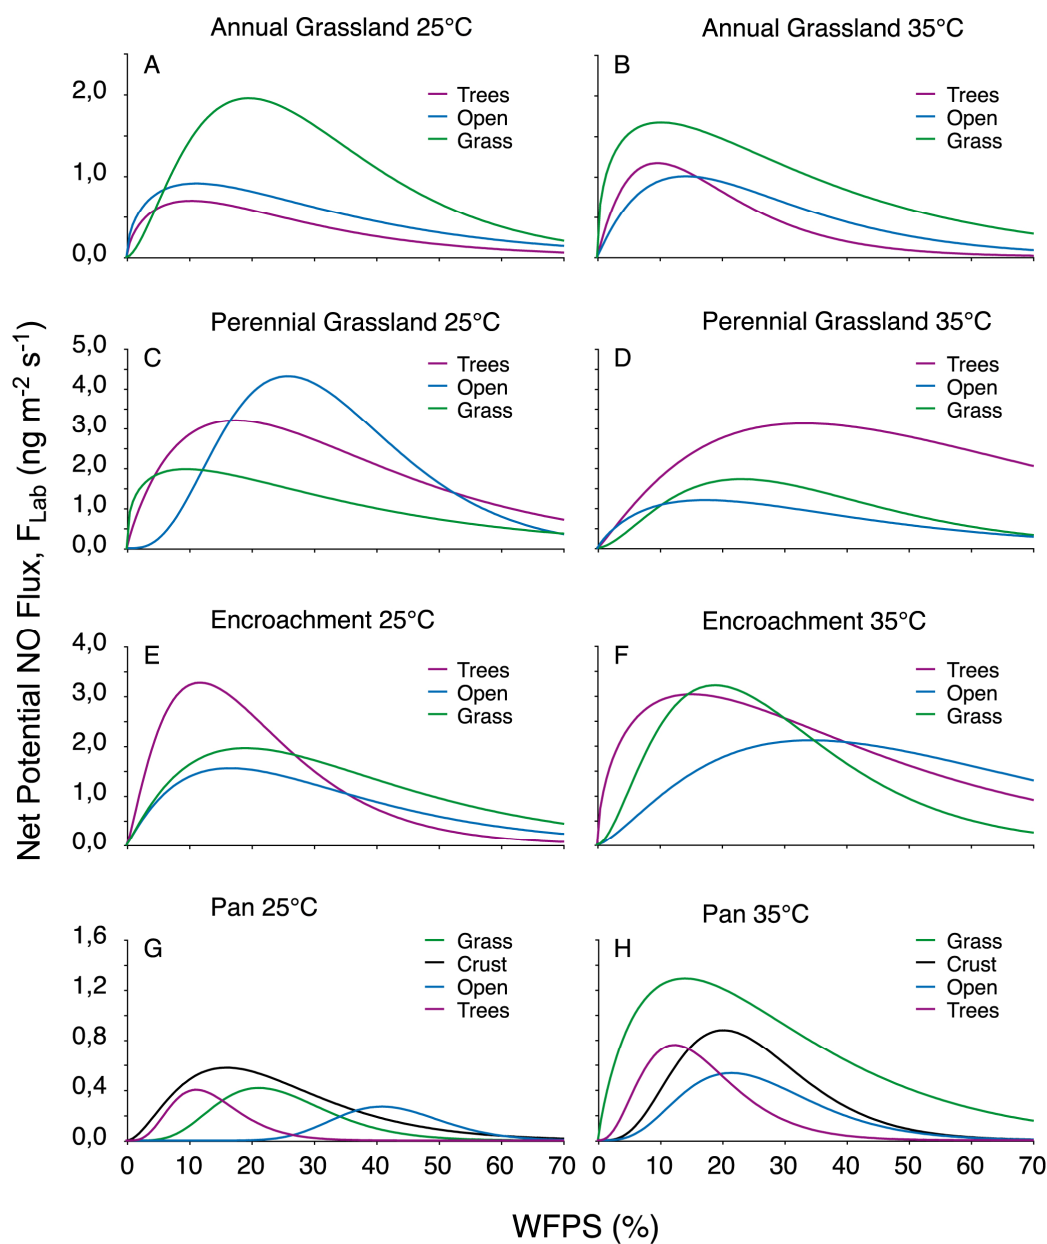 Annual Grassland 25°C
Annual Grassland 35°C
A
Trees
Open
Grass
2,0
1,0
0,0
B
Trees
Open
Grass
Net Potential NO Flux, FLab (ng m-2 s-1)
Perennial Grassland 25°C
Perennial Grassland 35°C
C
Trees
Open
Grass
5,0
4,0
3,0
2,0
1,0
0,0
D
Trees
Open
Grass
Encroachment 25°C
Encroachment 35°C
E
Trees
Open
Grass
4,0
3,0
2,0
1,0
0,0
F
Trees
Open
Grass
Pan 25°C
Pan 35°C
G
Grass
Crust
Open
Trees
1,6
1,2
0,8
0,4
0,0
H
Grass
Crust
Open
Trees
0 10 20 30 40 50 60 70
0 10 20 30 40 50 60 70
WFPS (%)